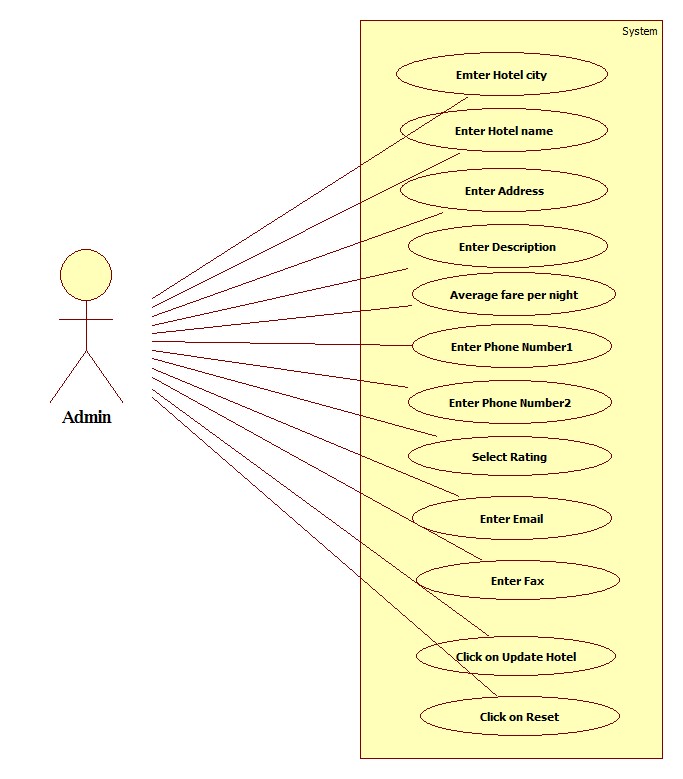 System
Emter Hotel city
Enter Hotel name
Enter Address
Enter Description
Average fare per night
Enter Phone Number1
Enter Phone Number2
Select Rating
Enter Email
Enter Fax
Click on Update Hotel
Click on Reset
Admin